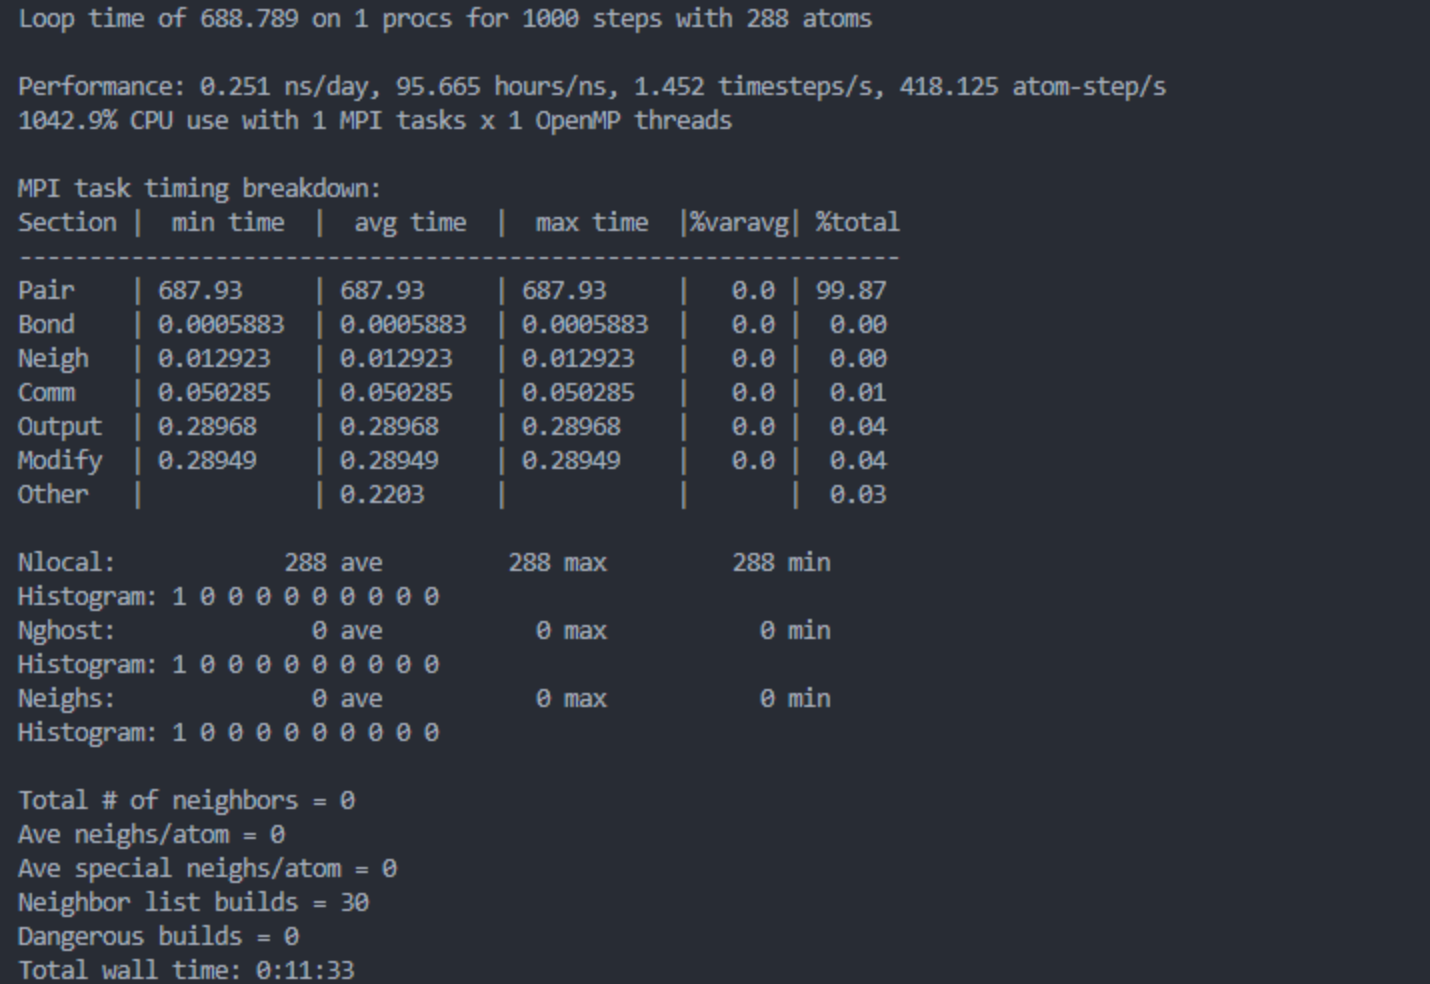 Loop time of 688.789 on 1 procs for 1000 steps with 288 atoms

Performance: 0.251 ns/day, 95.665 hours/ns, 1.452 timesteps/s, 418.125 atom-step/s
1042.9% CPU use with 1 MPI tasks x 1 OpenMP threads

MPI task timing breakdown:
Section |  min time  |  avg time  |  max time  |%varavg| %total
---------------------------------------------------------------
Pair    | 687.93     | 687.93     | 687.93     |   0.0 | 99.87
Bond    | 0.0005883  | 0.0005883  | 0.0005883  |   0.0 |  0.00
Neigh   | 0.012923   | 0.012923   | 0.012923   |   0.0 |  0.00
Comm    | 0.050285   | 0.050285   | 0.050285   |   0.0 |  0.01
Output  | 0.28968    | 0.28968    | 0.28968    |   0.0 |  0.04
Modify  | 0.28949    | 0.28949    | 0.28949    |   0.0 |  0.04
Other   |            | 0.2203     |            |       |  0.03

Nlocal:            288 ave         288 max         288 min
Histogram: 1 0 0 0 0 0 0 0 0 0
Nghost:              0 ave           0 max           0 min
Histogram: 1 0 0 0 0 0 0 0 0 0
Neighs:              0 ave           0 max           0 min
Histogram: 1 0 0 0 0 0 0 0 0 0

Total # of neighbors = 0
Ave neighs/atom = 0
Ave special neighs/atom = 0
Neighbor list builds = 30
Dangerous builds = 0
Total wall time: 0:11:33